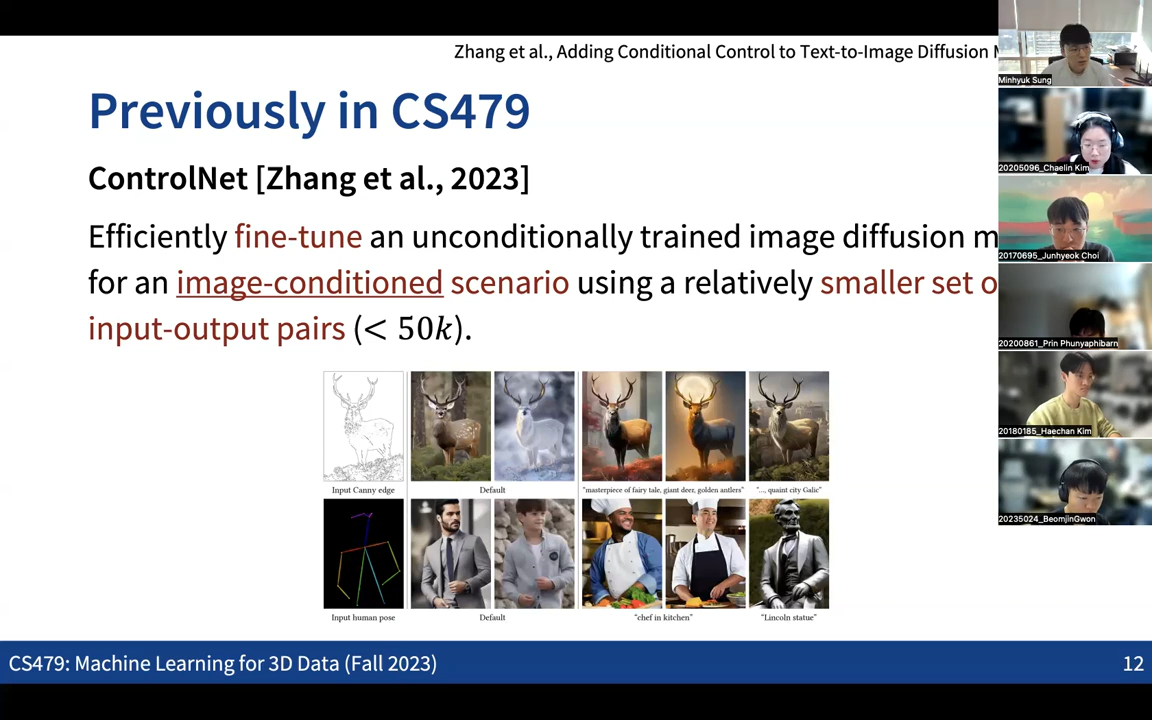 Zhang et al., Adding Conditional Control to Text-to-Image Diffusion
Previously in CS479
ControlNet [Zhang et al., 2023]
Efficiently fine-tune an unconditionally trained image diffusion m
for an image-conditioned scenario using a relatively smaller set o
input-output pairs (< 50k).
Input Canny edge
Default
"masterpiece of fairy tale, giant deer, golden antlers"
"..., quaint city Galic"
Input human pose
Default
"chef in kitchen"
"Lincoln statue"
CS479: Machine Learning for 3D Data (Fall 2023)
12
Minhyuk Sung
20205096_Chaelin Kim
20170695_Junhyeok Choi
20200861_Prin Phunyaphibarn
20180185_Haechan Kim
20235024_BeomjinGwon